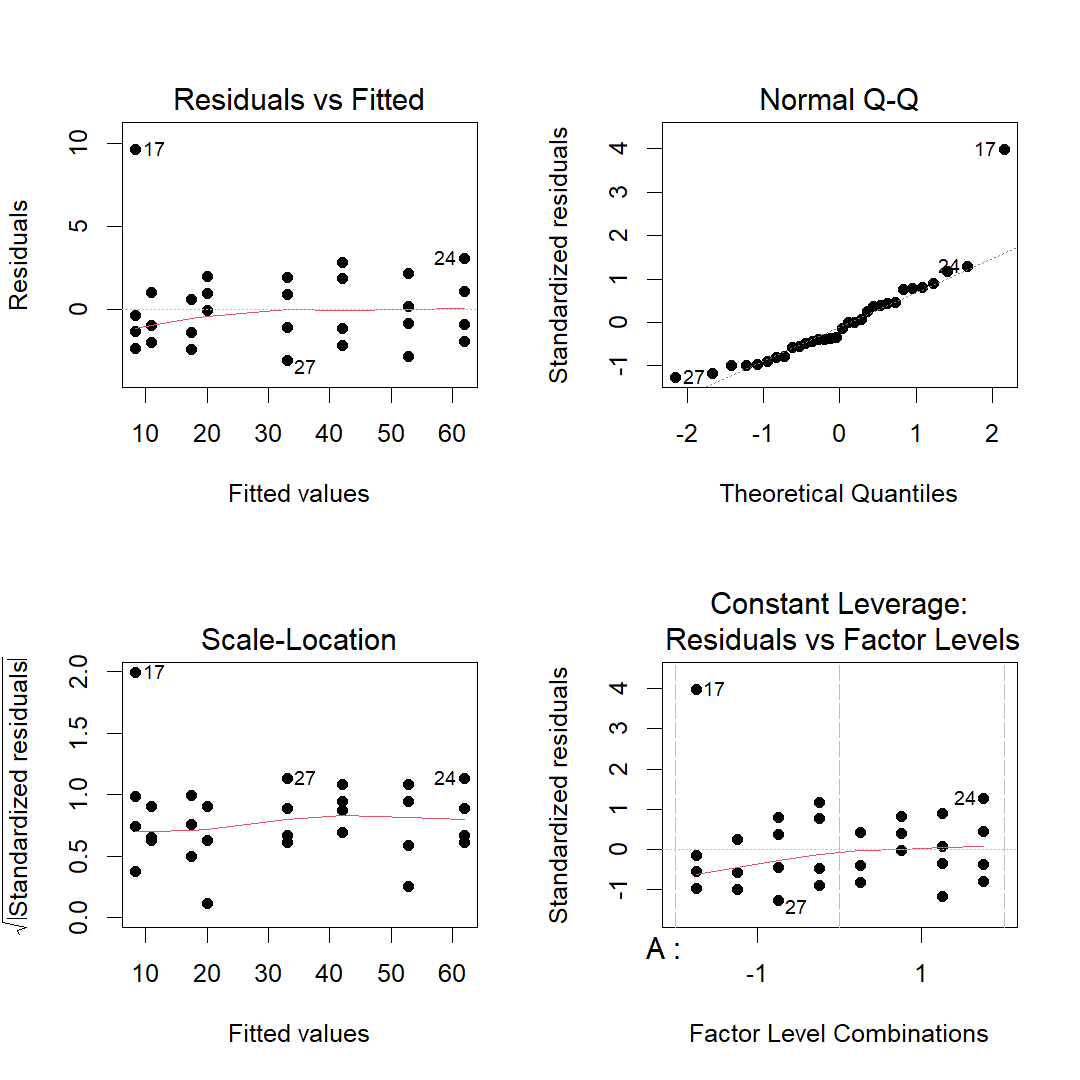 Residuals vs Fitted
Residuals
10
5
0
17
24
27
10 20 30 40 50 60
Fitted values
Normal Q-Q
Standardized residuals
4
3
2
1
0
-1
17
24
27
-2 -1 0 1 2
Theoretical Quantiles
Scale-Location
√|Standardized residuals|
2.0
1.5
1.0
0.5
0.0
17
27
24
10 20 30 40 50 60
Fitted values
Constant Leverage:
Residuals vs Factor Levels
Standardized residuals
4
3
2
1
0
-1
17
24
27
A :
-1 1
Factor Level Combinations